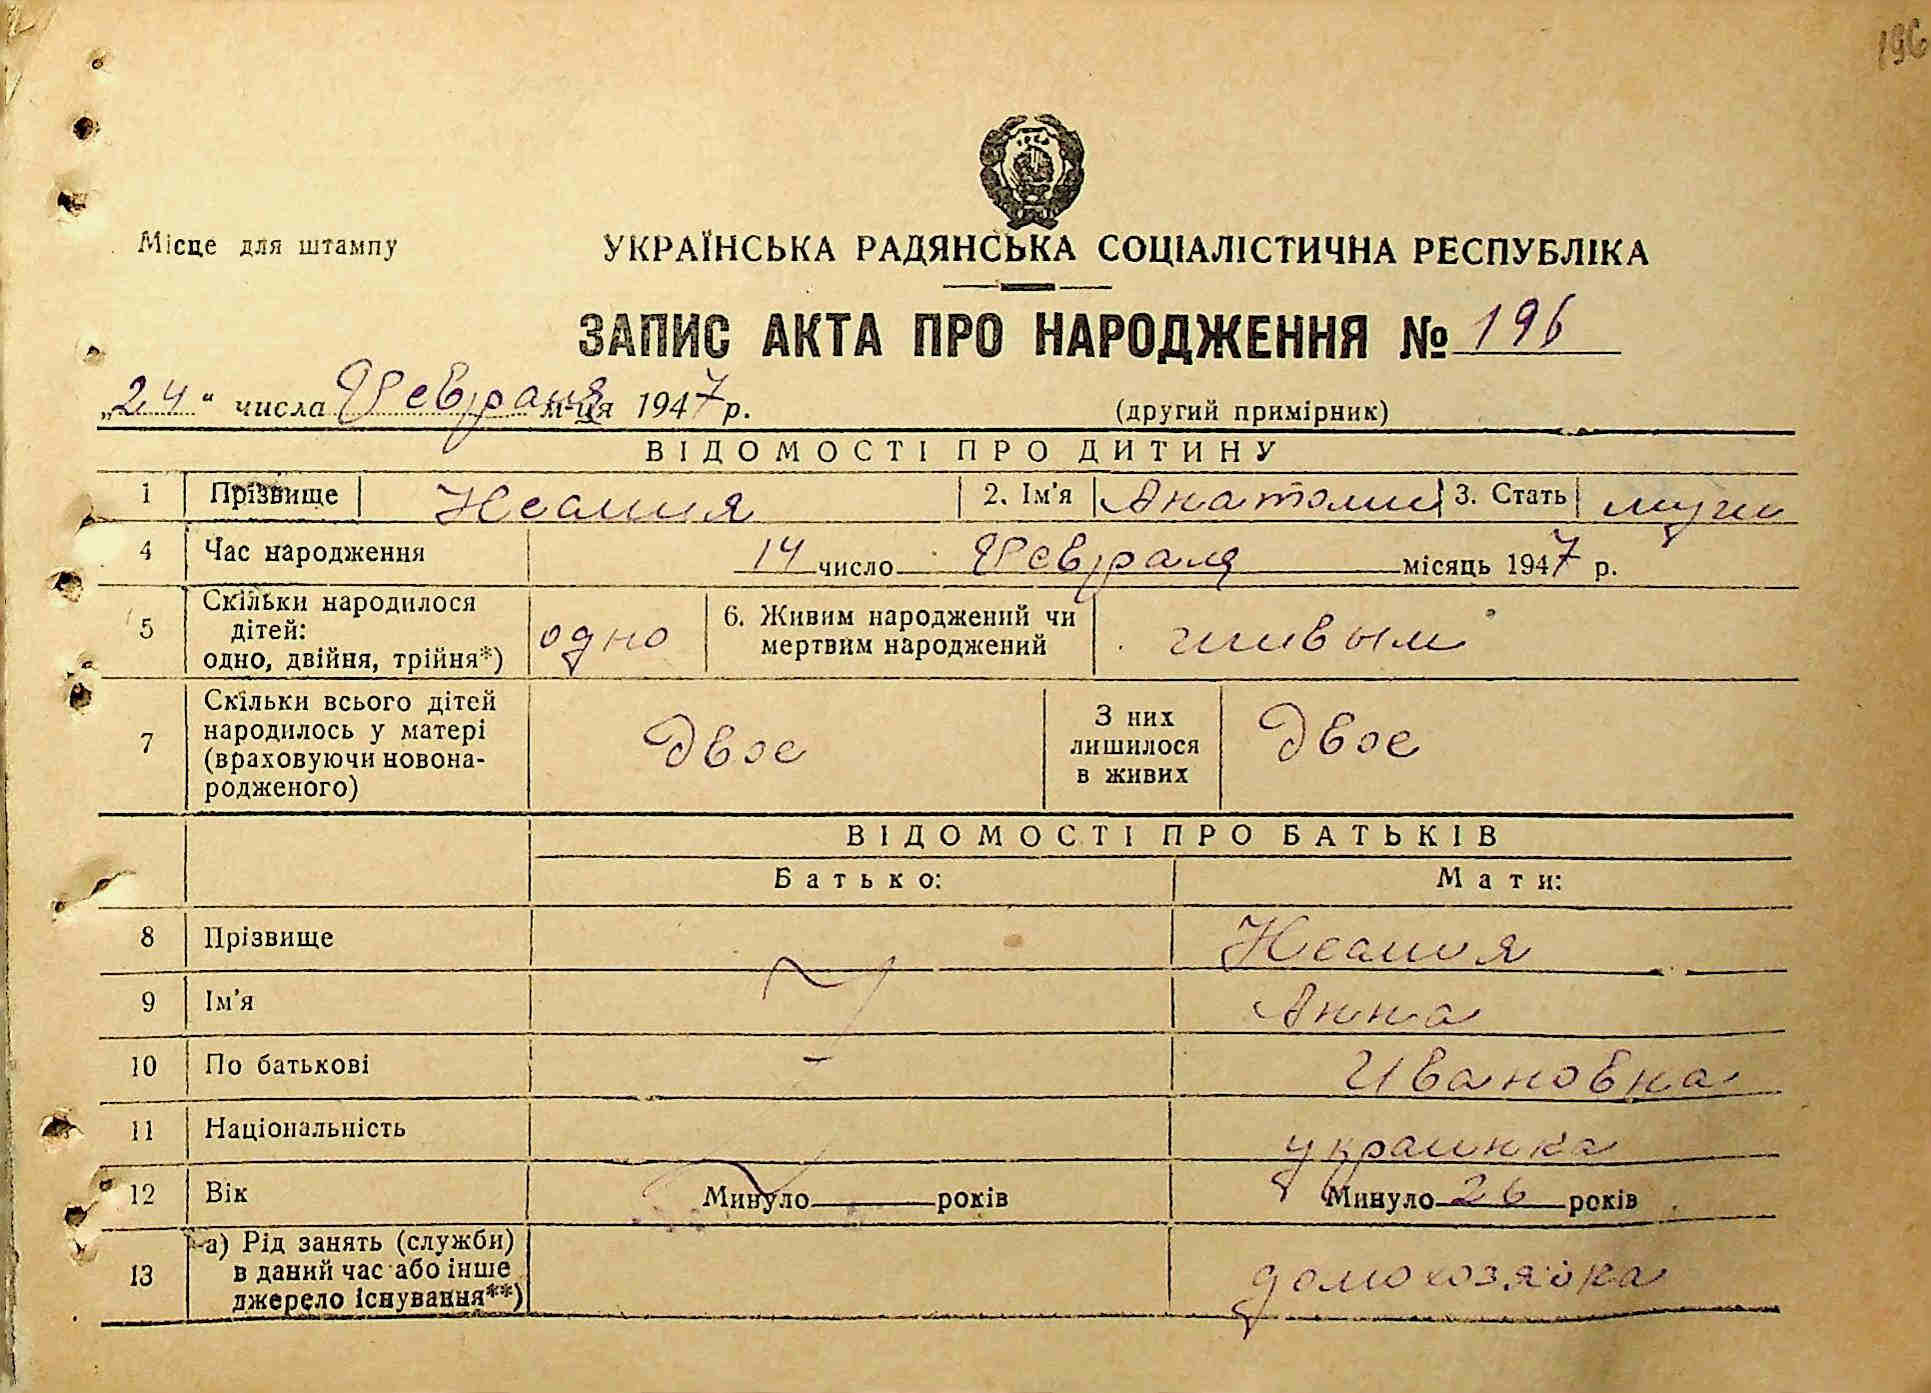 196
Місце для штампу
УКРАЇНСЬКА РАДЯНСЬКА СОЦІАЛІСТИЧНА РЕСПУБЛІКА
ЗАПИС АКТА ПРО НАРОДЖЕННЯ № 196
„24" числа Февраля м-ця 1947 р.
(другий примірник)
ВІДОМОСТІ ПРО ДИТИНУ
1 Прізвище 2. Ім'я Анатолий 3. Стать муж
4 Час народження 14 число Февраля місяць 1947 р.
5 Скільки народилося
дітей:
одно, двійня, трійня*) одно 6. Живим народжений чи
мертвим народжений живым
7 Скільки всього дітей
народилось у матері
(враховуючи новона-
родженого) Двое З них
лишилося
в живих Двое
ВІДОМОСТІ ПРО БАТЬКІВ
Батько: Мати:
8 Прізвище
9 Ім'я Анна
10 По батькові - Ивановна
11 Національність украинка
12 Вік Минуло років Минуло 26 років
13 а) Рід занять (служби)
в даний час або інше
джерело існування**) домохозяйка